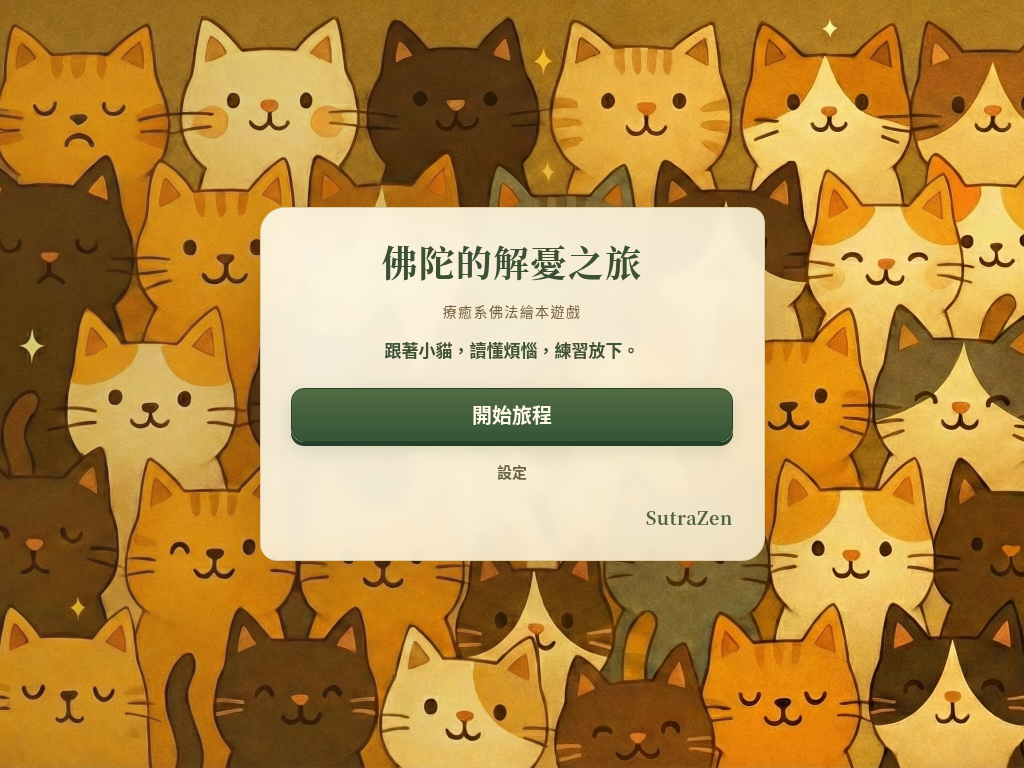 佛陀的解憂之旅
療癒系佛法繪本遊戲
跟著小貓，讀懂煩惱，練習放下。
開始旅程
設定
SutraZen